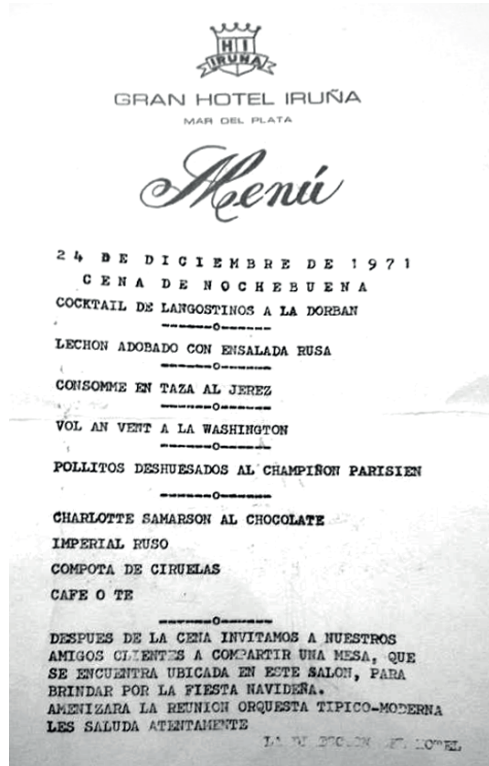 HI
IRUÑA
GRAN HOTEL IRUÑA
MAR DEL PLATA
Menú
24 DE DICIEMBRE DE 1971
CENA DE NOCHEBUENA
COCKTAIL DE LANGOSTINOS A LA DORBAN
------o------
LECHON ADOBADO CON ENSALADA RUSA
------o------
CONSOMME EN TAZA AL JEREZ
------o------
VOL AN VENT A LA WASHINGTON
------o------
POLLITOS DESHUESADOS AL CHAMPIÑON PARISIEN
------o------
CHARLOTTE SAMARSON AL CHOCOLATE
IMPERIAL RUSO
COMPOTA DE CIRUELAS
CAFE O TE
------o------
DESPUES DE LA CENA INVITAMOS A NUESTROS
AMIGOS CLIENTES A COMPARTIR UNA MESA, QUE
SE ENCUENTRA UBICADA EN ESTE SALON, PARA
BRINDAR POR LA FIESTA NAVIDEÑA.
AMENIZARA LA REUNION ORQUESTA TIPICO-MODERNA
LES SALUDA ATENTAMENTE
LA DIRECCION DEL HOTEL